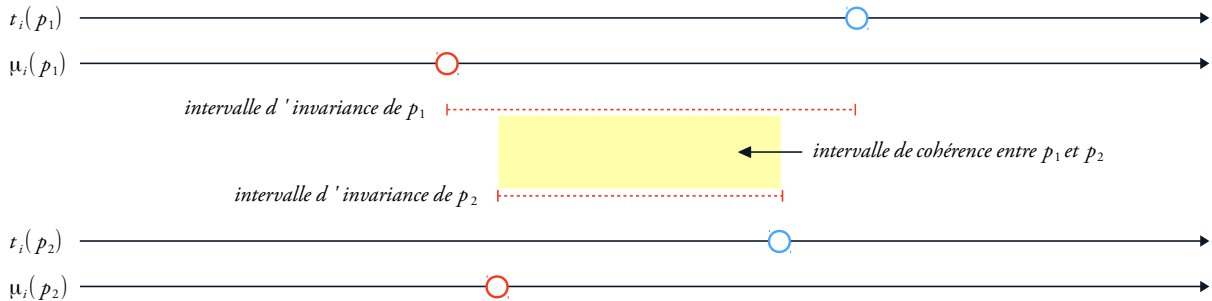 t_i(p_1)
μ_i(p_1)
intervalle d ' invariance de p_1
intervalle de cohérence entre p_1 et p_2
intervalle d ' invariance de p_2
t_i(p_2)
μ_i(p_2)